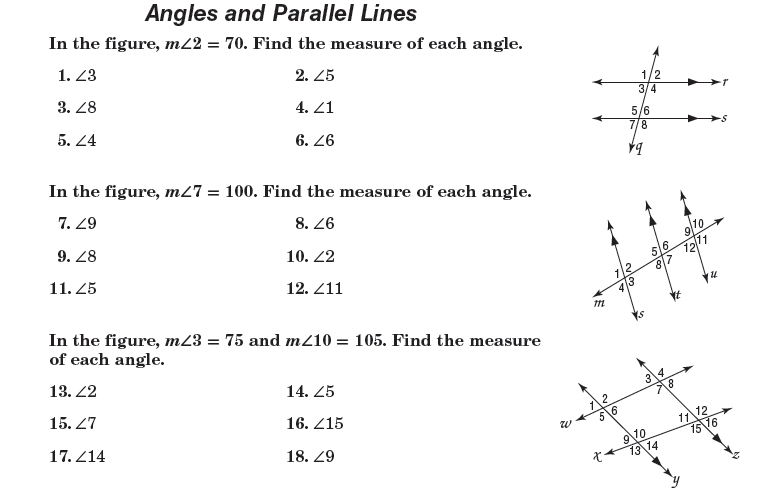 Angles and Parallel Lines
In the figure, m∠2 = 70. Find the measure of each angle.
1. ∠3
2. ∠5
3. ∠8
4. ∠1
5. ∠4
6. ∠6
1 2
3 4
r
5 6
s
7 8
q
In the figure, m∠7 = 100. Find the measure of each angle.
7. ∠9
8. ∠6
9. ∠8
10. ∠2
11. ∠5
12. ∠11
9 10
12 11
5 6
8 7
1 2
4 3
u
t
m
s
In the figure, m∠3 = 75 and m∠10 = 105. Find the measure
of each angle.
13. ∠2
14. ∠5
15. ∠7
16. ∠15
17. ∠14
18. ∠9
3 4
7 8
1 2
5 6
w
11 12
15 16
9 10
13 14
x
z
y